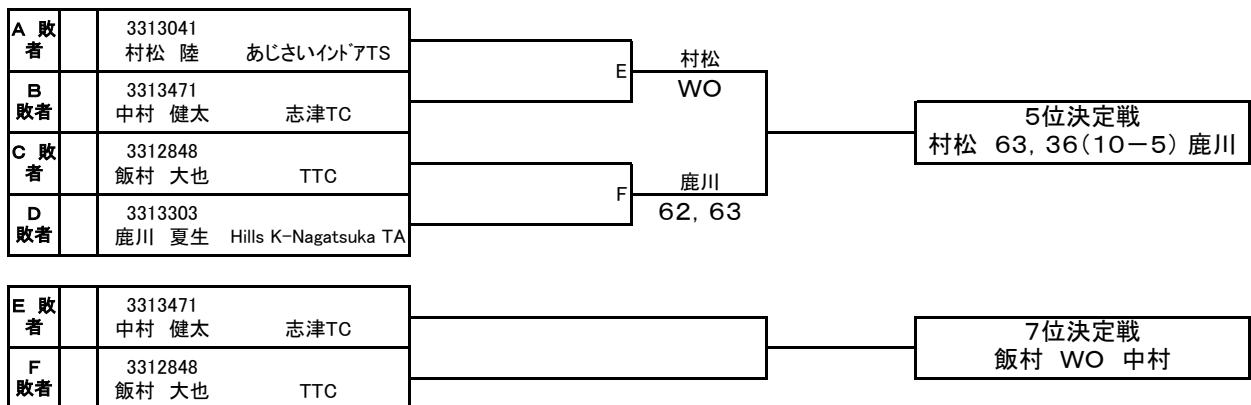 A 敗者 3313041
村松 陸 あじさいインドアTS
B 敗者 3313471
中村 健太 志津TC
C 敗者 3312848
飯村 大也 TTC
D 敗者 3313303
鹿川 夏生 Hills K-Nagatsuka TA
E
村松
WO
F
鹿川
62, 63
5位決定戦
村松 63, 36(10-5) 鹿川
E 敗者 3313471
中村 健太 志津TC
F 敗者 3312848
飯村 大也 TTC
7位決定戦
飯村 WO 中村